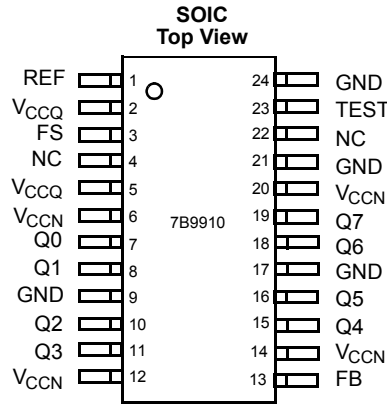 SOIC
Top View
REF 1 24 GND
VCCQ 2 23 TEST
FS 3 22 NC
NC 4 21 GND
VCCQ 5 20 VCCN
VCCN 6 19 Q7
7B9910
Q0 7 18 Q6
Q1 8 17 GND
GND 9 16 Q5
Q2 10 15 Q4
Q3 11 14 VCCN
VCCN 12 13 FB